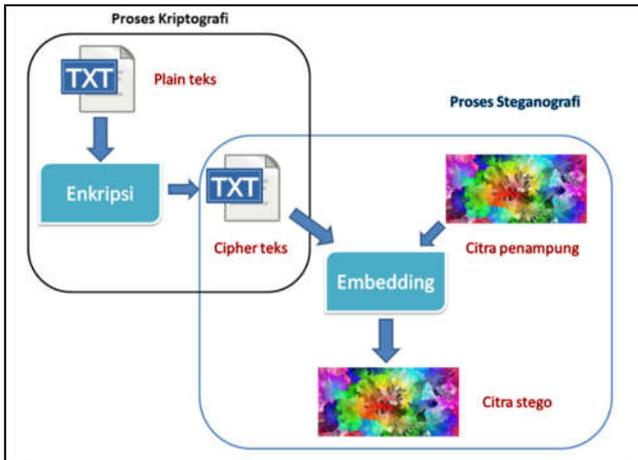 Proses Kriptografi
TXT
Plain teks
Proses Steganografi
Enkripsi
TXT
Cipher teks
Citra penampung
Embedding
Citra stego